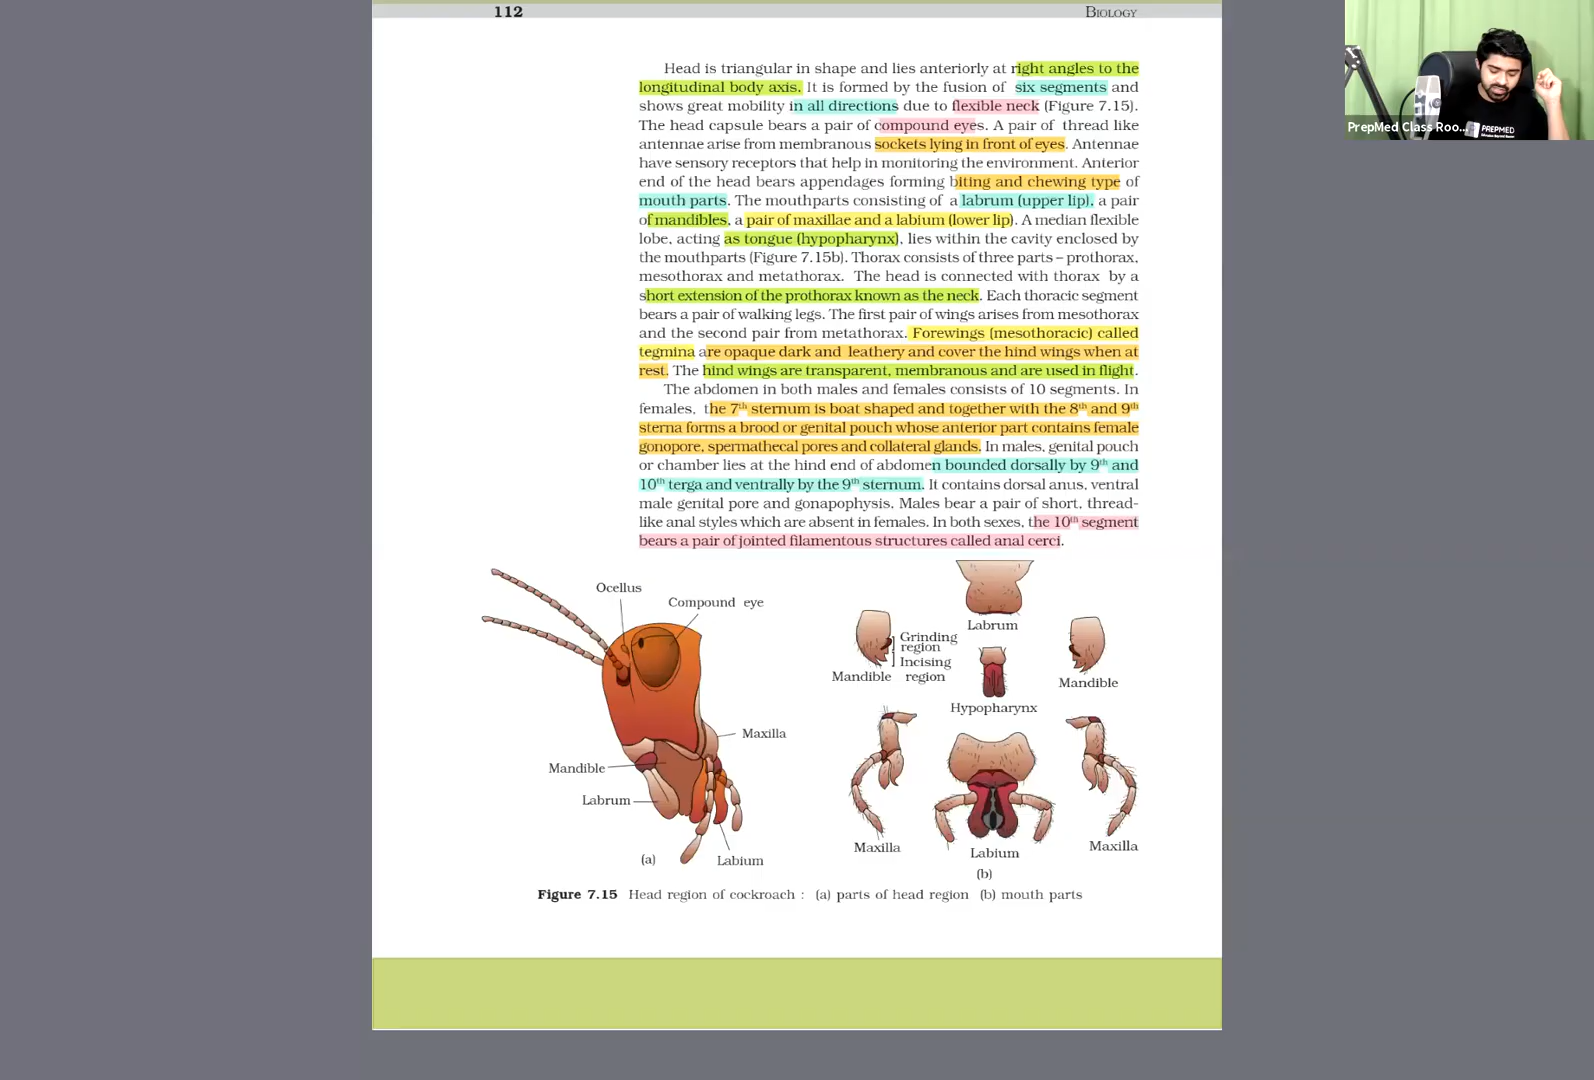 112
BIOLOGY
PrepMed Class Roo...
PREPMED
Head is triangular in shape and lies anteriorly at right angles to the
longitudinal body axis. It is formed by the fusion of six segments and
shows great mobility in all directions due to flexible neck (Figure 7.15).
The head capsule bears a pair of compound eyes. A pair of thread like
antennae arise from membranous sockets lying in front of eyes. Antennae
have sensory receptors that help in monitoring the environment. Anterior
end of the head bears appendages forming biting and chewing type of
mouth parts. The mouthparts consisting of a labrum (upper lip), a pair
of mandibles, a pair of maxillae and a labium (lower lip). A median flexible
lobe, acting as tongue (hypopharynx), lies within the cavity enclosed by
the mouthparts (Figure 7.15b). Thorax consists of three parts – prothorax,
mesothorax and metathorax. The head is connected with thorax by a
short extension of the prothorax known as the neck. Each thoracic segment
bears a pair of walking legs. The first pair of wings arises from mesothorax
and the second pair from metathorax. Forewings (mesothoracic) called
tegmina are opaque dark and leathery and cover the hind wings when at
rest. The hind wings are transparent, membranous and are used in flight.
The abdomen in both males and females consists of 10 segments. In
females, the 7th sternum is boat shaped and together with the 8th and 9th
sterna forms a brood or genital pouch whose anterior part contains female
gonopore, spermathecal pores and collateral glands. In males, genital pouch
or chamber lies at the hind end of abdomen bounded dorsally by 9th and
10th terga and ventrally by the 9th sternum. It contains dorsal anus, ventral
male genital pore and gonapophysis. Males bear a pair of short, thread-
like anal styles which are absent in females. In both sexes, the 10th segment
bears a pair of jointed filamentous structures called anal cerci.
Ocellus
Compound eye
Maxilla
Mandible
Labrum
Labium
(a)
Labrum
Grinding
region
Incising
region
Mandible
Mandible
Hypopharynx
Maxilla
Labium
Maxilla
(b)
Figure 7.15 Head region of cockroach : (a) parts of head region (b) mouth parts